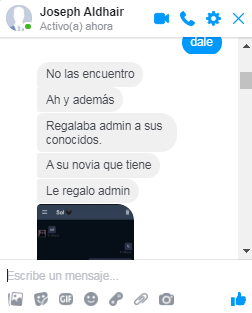 Joseph Aldhair
Activo(a) ahora
dale
No las encuentro
Ah y además
Regalaba admin a sus
conocidos.
A su novia que tiene
Le regalo admin
Sol
Escribe un mensaje...
GIF